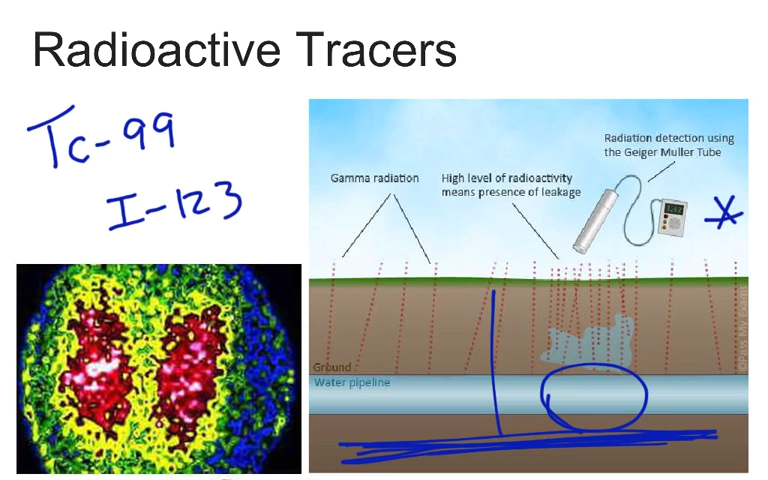 Radioactive Tracers
Tc-99
I-123
Radiation detection using
the Geiger Muller Tube
Gamma radiation
High level of radioactivity
means presence of leakage
Ground
Water pipeline